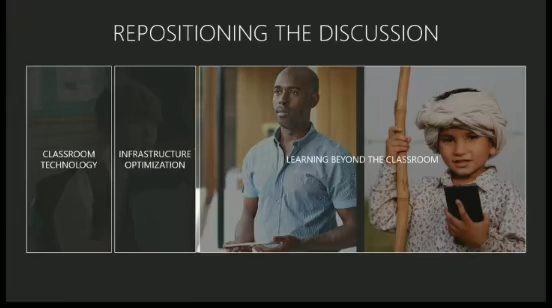 REPOSITIONING THE DISCUSSION
CLASSROOM
TECHNOLOGY
INFRASTRUCTURE
OPTIMIZATION
LEARNING BEYOND THE CLASSROOM